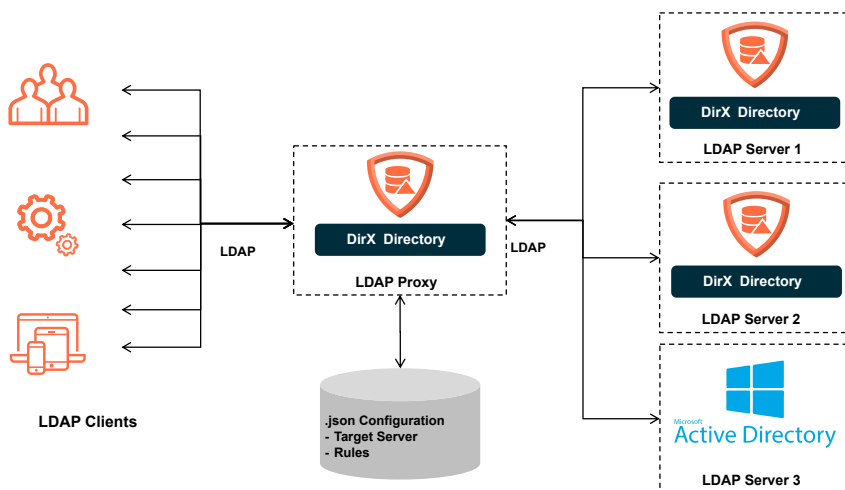 LDAP Clients
LDAP
DirX Directory
LDAP Proxy
.json Configuration
- Target Server
- Rules
LDAP
DirX Directory
LDAP Server 1
DirX Directory
LDAP Server 2
Microsoft
Active Directory
LDAP Server 3